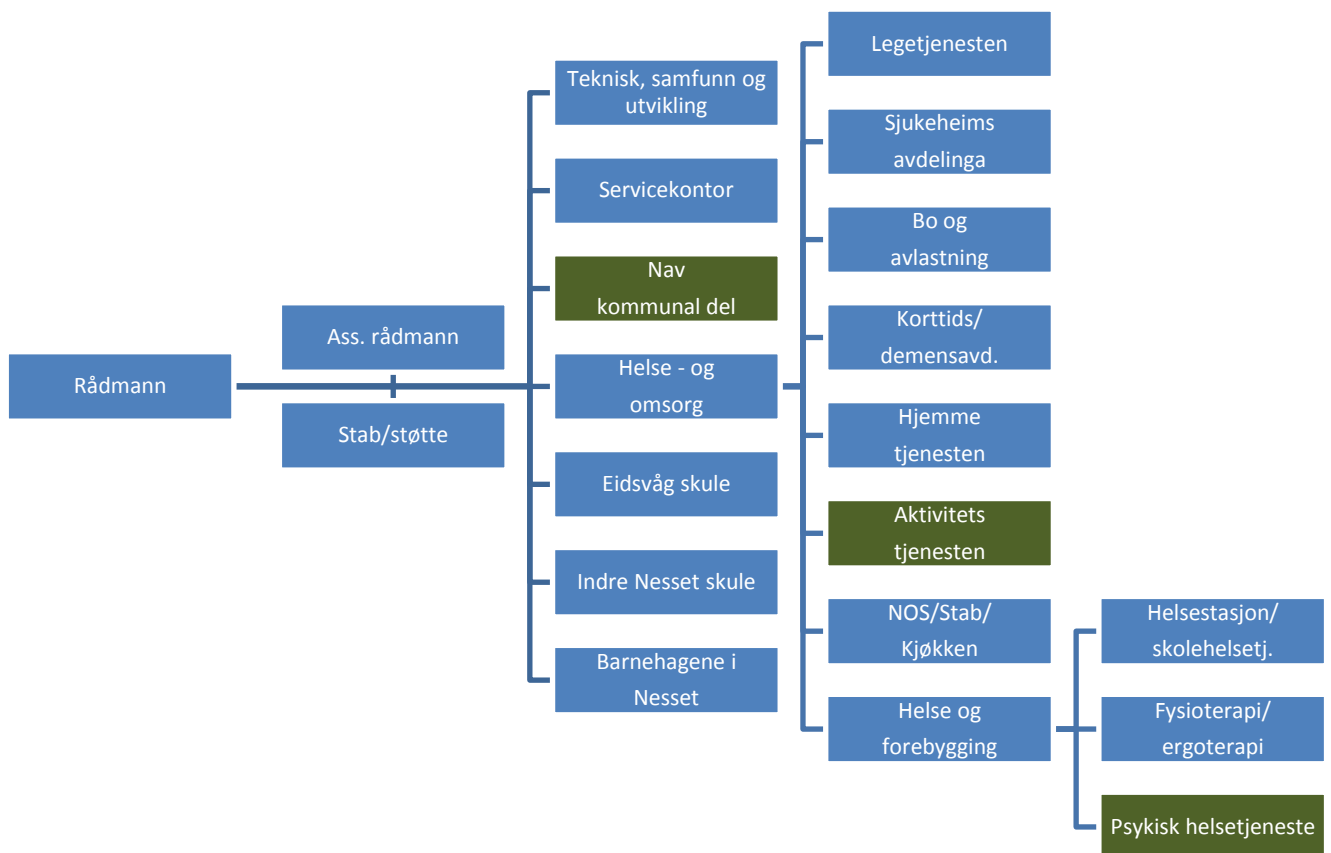 Rådmann
Ass. rådmann
Stab/støtte
Teknisk, samfunn og
utvikling
Servicekontor
Nav
kommunal del
Helse - og
omsorg
Eidsvåg skule
Indre Nesset skule
Barnehagene i
Nesset
Legetjenesten
Sjukeheims
avdelinga
Bo og
avlastning
Korttids/
demensavd.
Hjemme
tjenesten
Aktivitets
tjenesten
NOS/Stab/
Kjøkken
Helse og
forebygging
Helsestasjon/
skolehelsetj.
Fysioterapi/
ergoterapi
Psykisk helsetjeneste